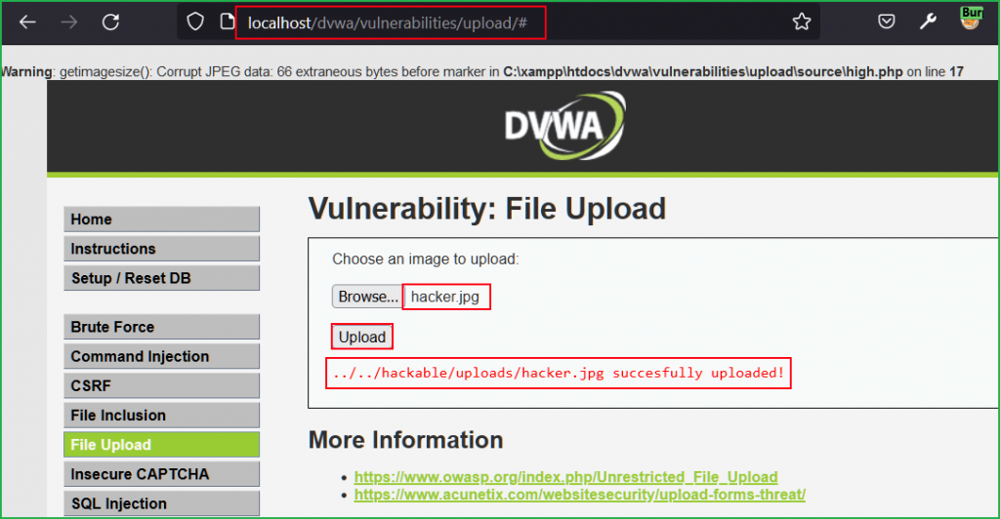 localhost/dvwa/vulnerabilities/upload/#
Bur
Warning: getimagesize(): Corrupt JPEG data: 66 extraneous bytes before marker in C:\xampp\htdocs\dvwa\vulnerabilities\upload\source\high.php on line 17
DVWA
Home
Instructions
Setup / Reset DB
Brute Force
Command Injection
CSRF
File Inclusion
File Upload
Insecure CAPTCHA
SQL Injection
Vulnerability: File Upload
Choose an image to upload:
Browse... hacker.jpg
Upload
../../hackable/uploads/hacker.jpg succesfully uploaded!
More Information
• https://www.owasp.org/index.php/Unrestricted_File_Upload
• https://www.acunetix.com/websitesecurity/upload-forms-threat/